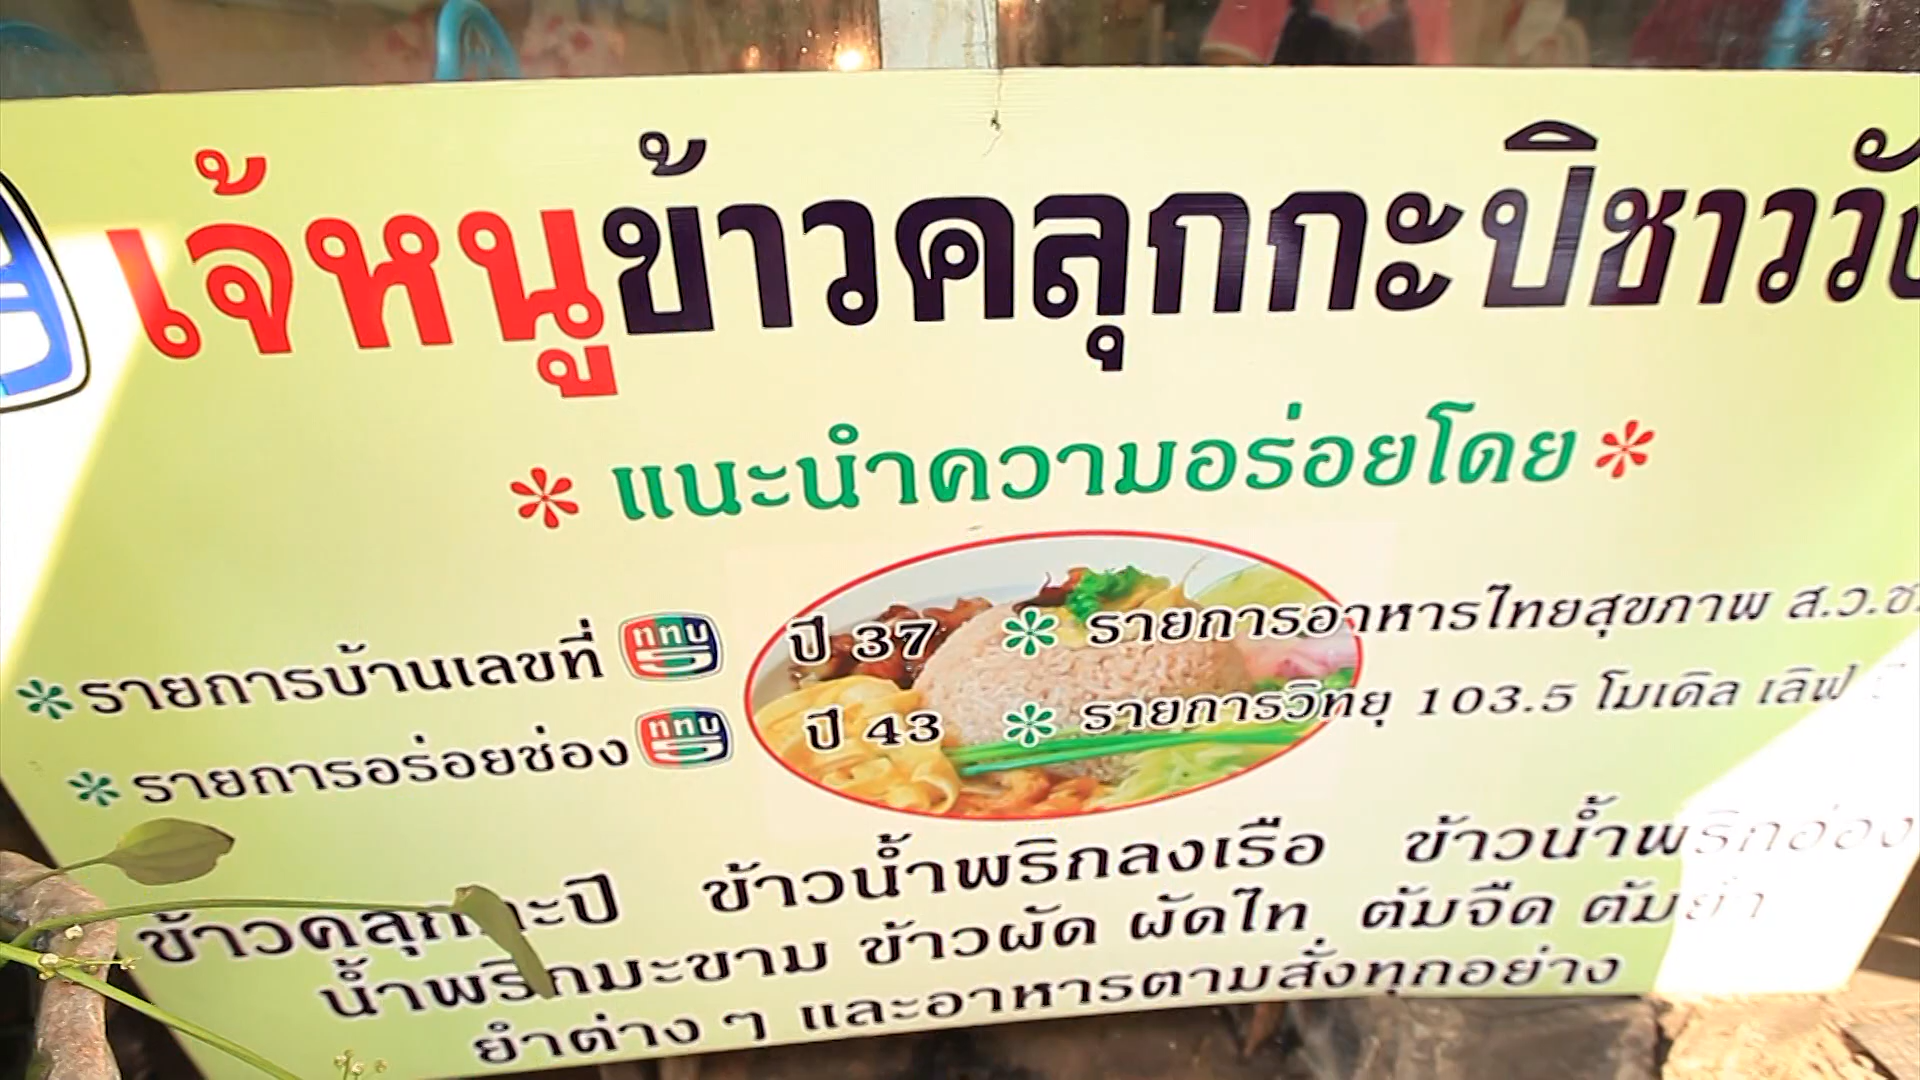 เจ้หนูข้าวคลุกกะปิชาววัง
* แนะนำความอร่อยโดย *
* รายการบ้านเลขที่ ททบ 5 ปี 37 * รายการอาหารไทยสุขภาพ ส.ว.ช
* รายการอร่อยช่อง ททบ 5 ปี 43 * รายการวิทยุ 103.5 โมเดิล เลิฟ
ข้าวคลุกกะปิ ข้าวน้ำพริกลงเรือ ข้าวน้ำพริกอ่อง
น้ำพริกมะขาม ข้าวผัด ผัดไท ต้มจืด ต้มยำ
ยำต่าง ๆ และอาหารตามสั่งทุกอย่าง